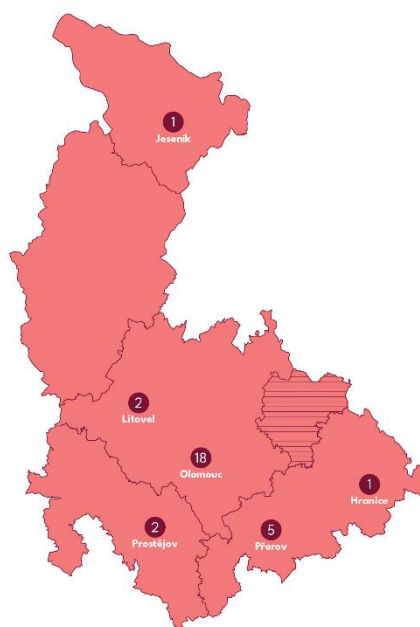 1
Jeseník
2
Litovel
18
Olomouc
1
Hranice
2
Prostějov
5
Přerov